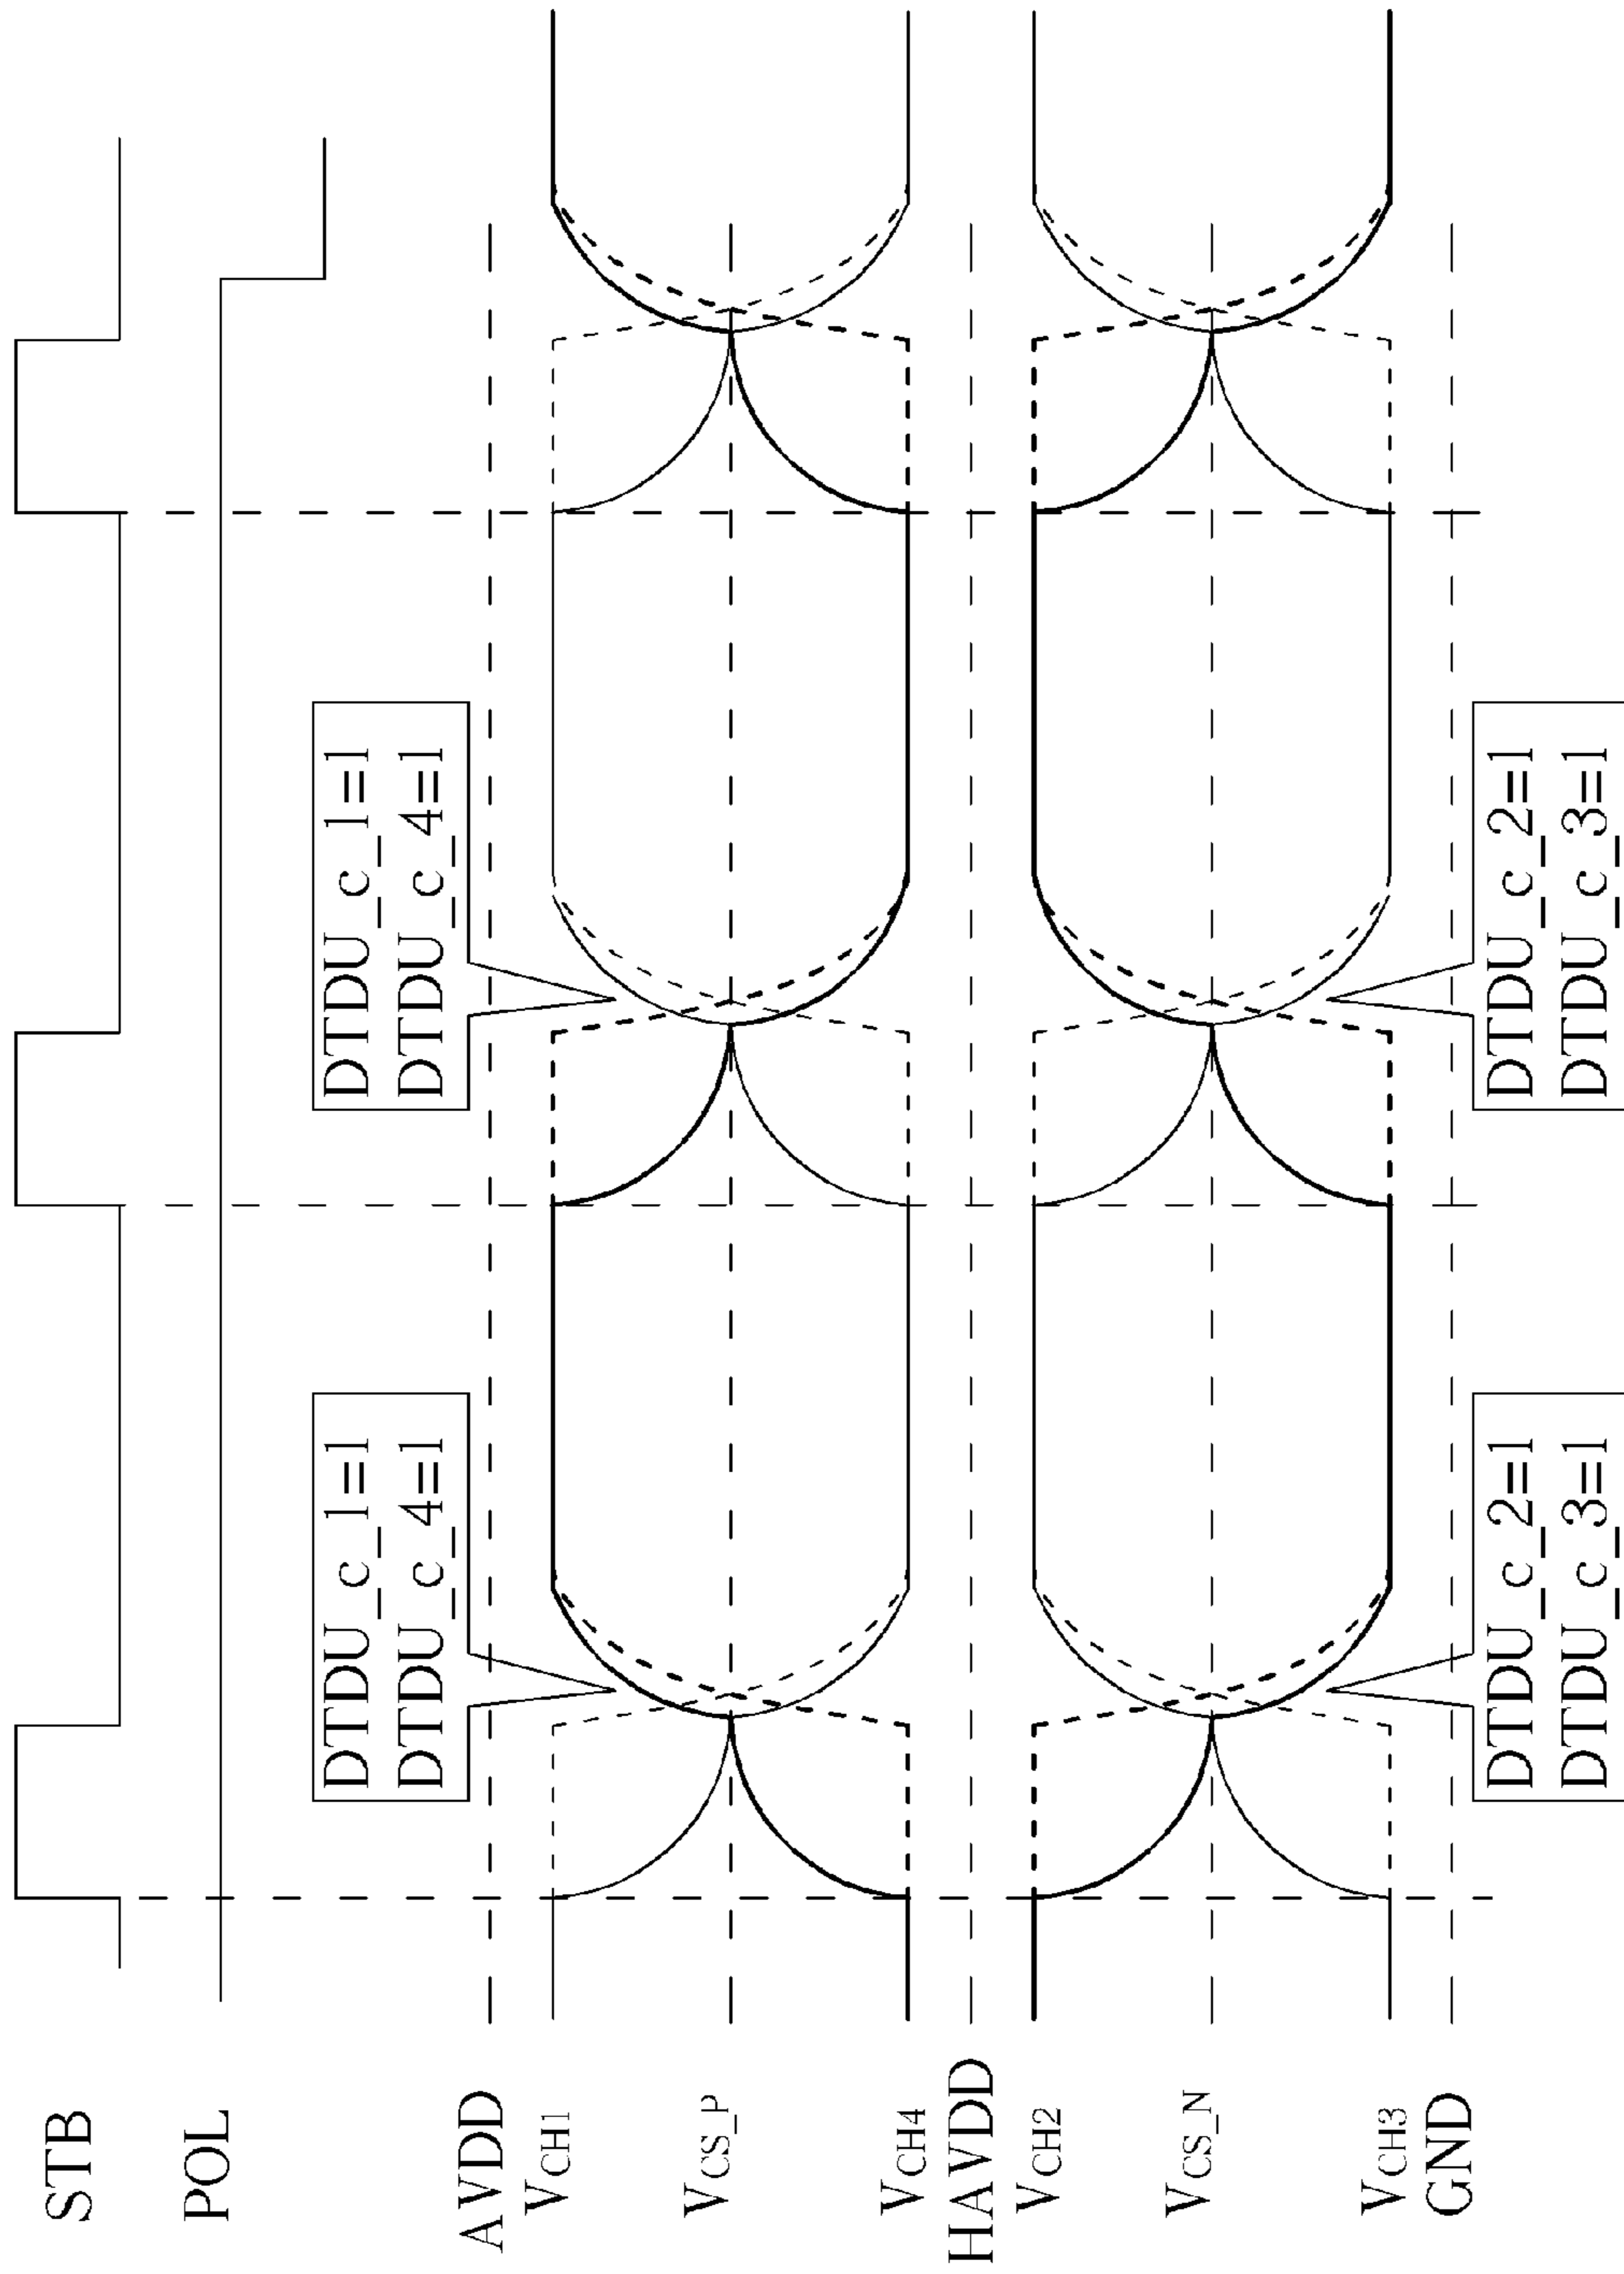 STB
POL
DTDU_c_1=1
DTDU_c_4=1
DTDU_c_1=1
DTDU_c_4=1
AVDD
VCH1
VCS_P
VCH4
HAVDD
VCH2
VCS_N
VCH3
GND
DTDU_c_2=1
DTDU_c_3=1
DTDU_c_2=1
DTDU_c_3=1